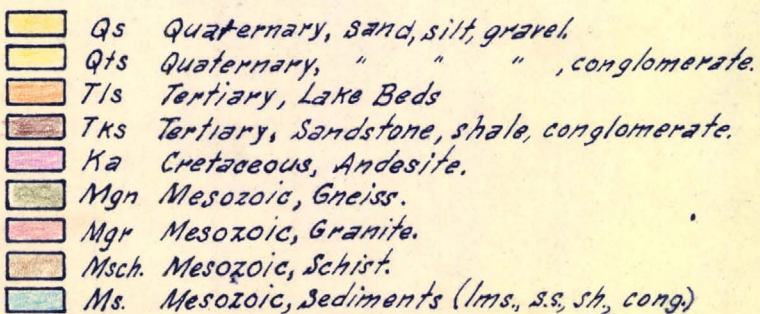 Qs Quaternary, sand, silt, gravel.
Qts Quaternary, " " " , conglomerate.
Tls Tertiary, Lake Beds
Tks Tertiary, Sandstone, shale, conglomerate.
Ka Cretaceous, Andesite.
Mgn Mesozoic, Gneiss.
Mgr Mesozoic, Granite.
Msch. Mesozoic, Schist.
Ms. Mesozoic, Sediments (lms., s.s, sh, cong.)